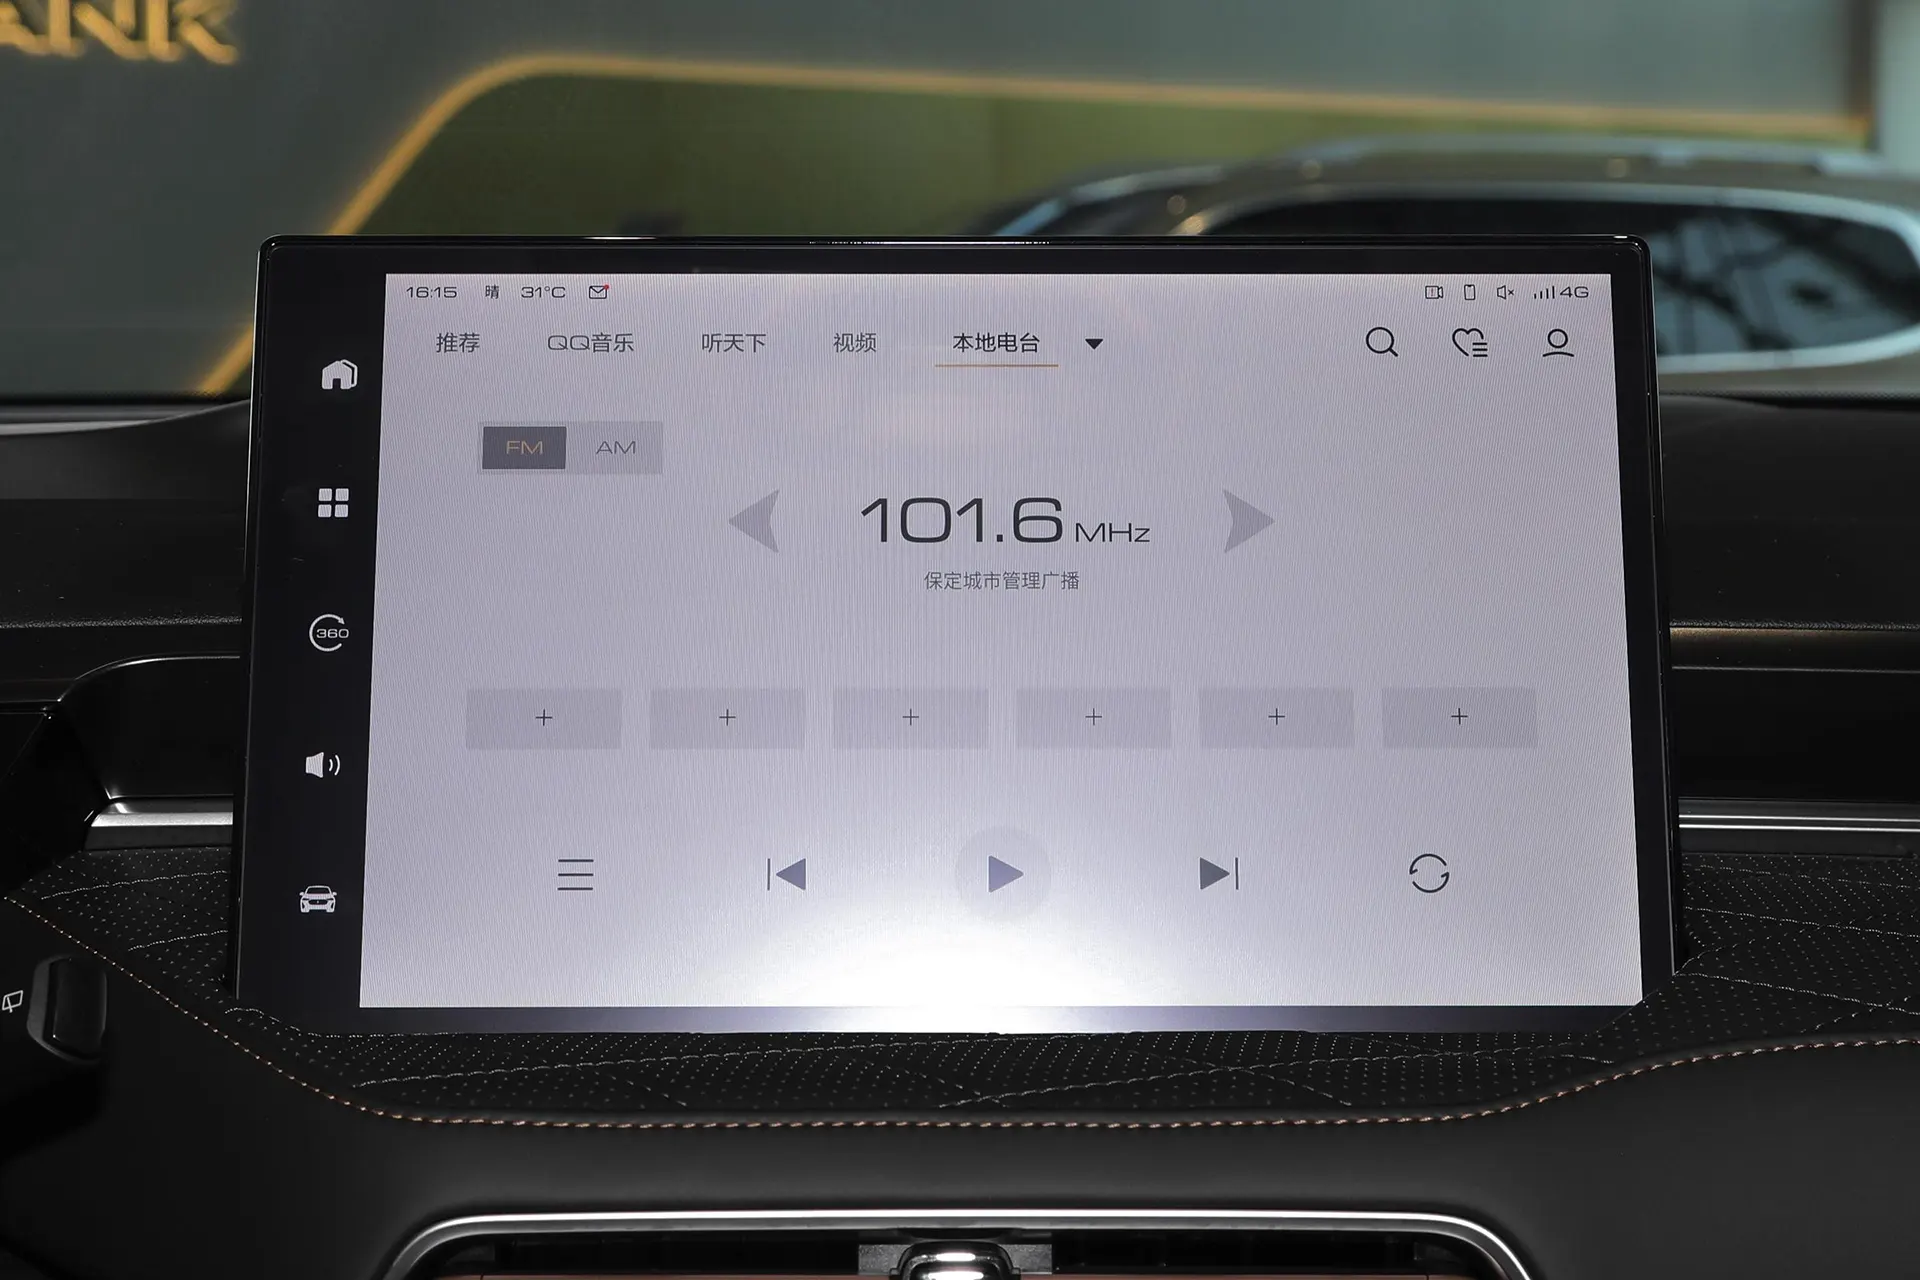 ANK
16:15 晴 31°C 4G
推荐 QQ音乐 听天下 视频 本地电台
FM AM
101.6 MHz
保定城市管理广播
360
+ + + + + +